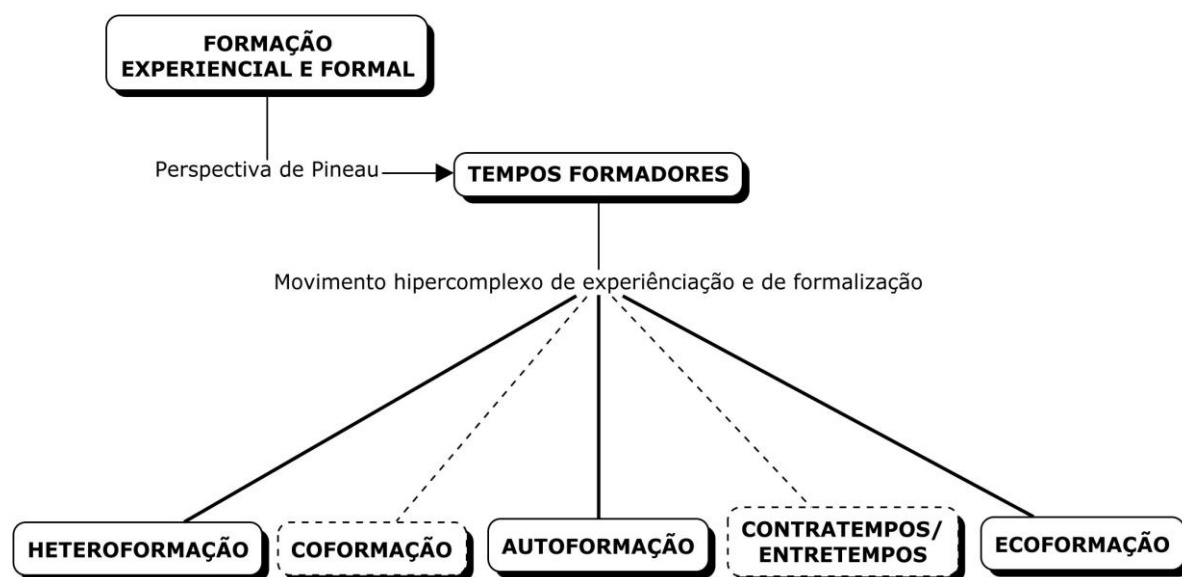 FORMAÇÃO
EXPERIENCIAL E FORMAL
Perspectiva de Pineau
TEMPOS FORMADORES
Movimento hipercomplexo de experiênciação e de formalização
HETEROFORMAÇÃO
COFORMAÇÃO
AUTOFORMAÇÃO
CONTRATEMPOS/
ENTRETEMPOS
ECOFORMAÇÃO